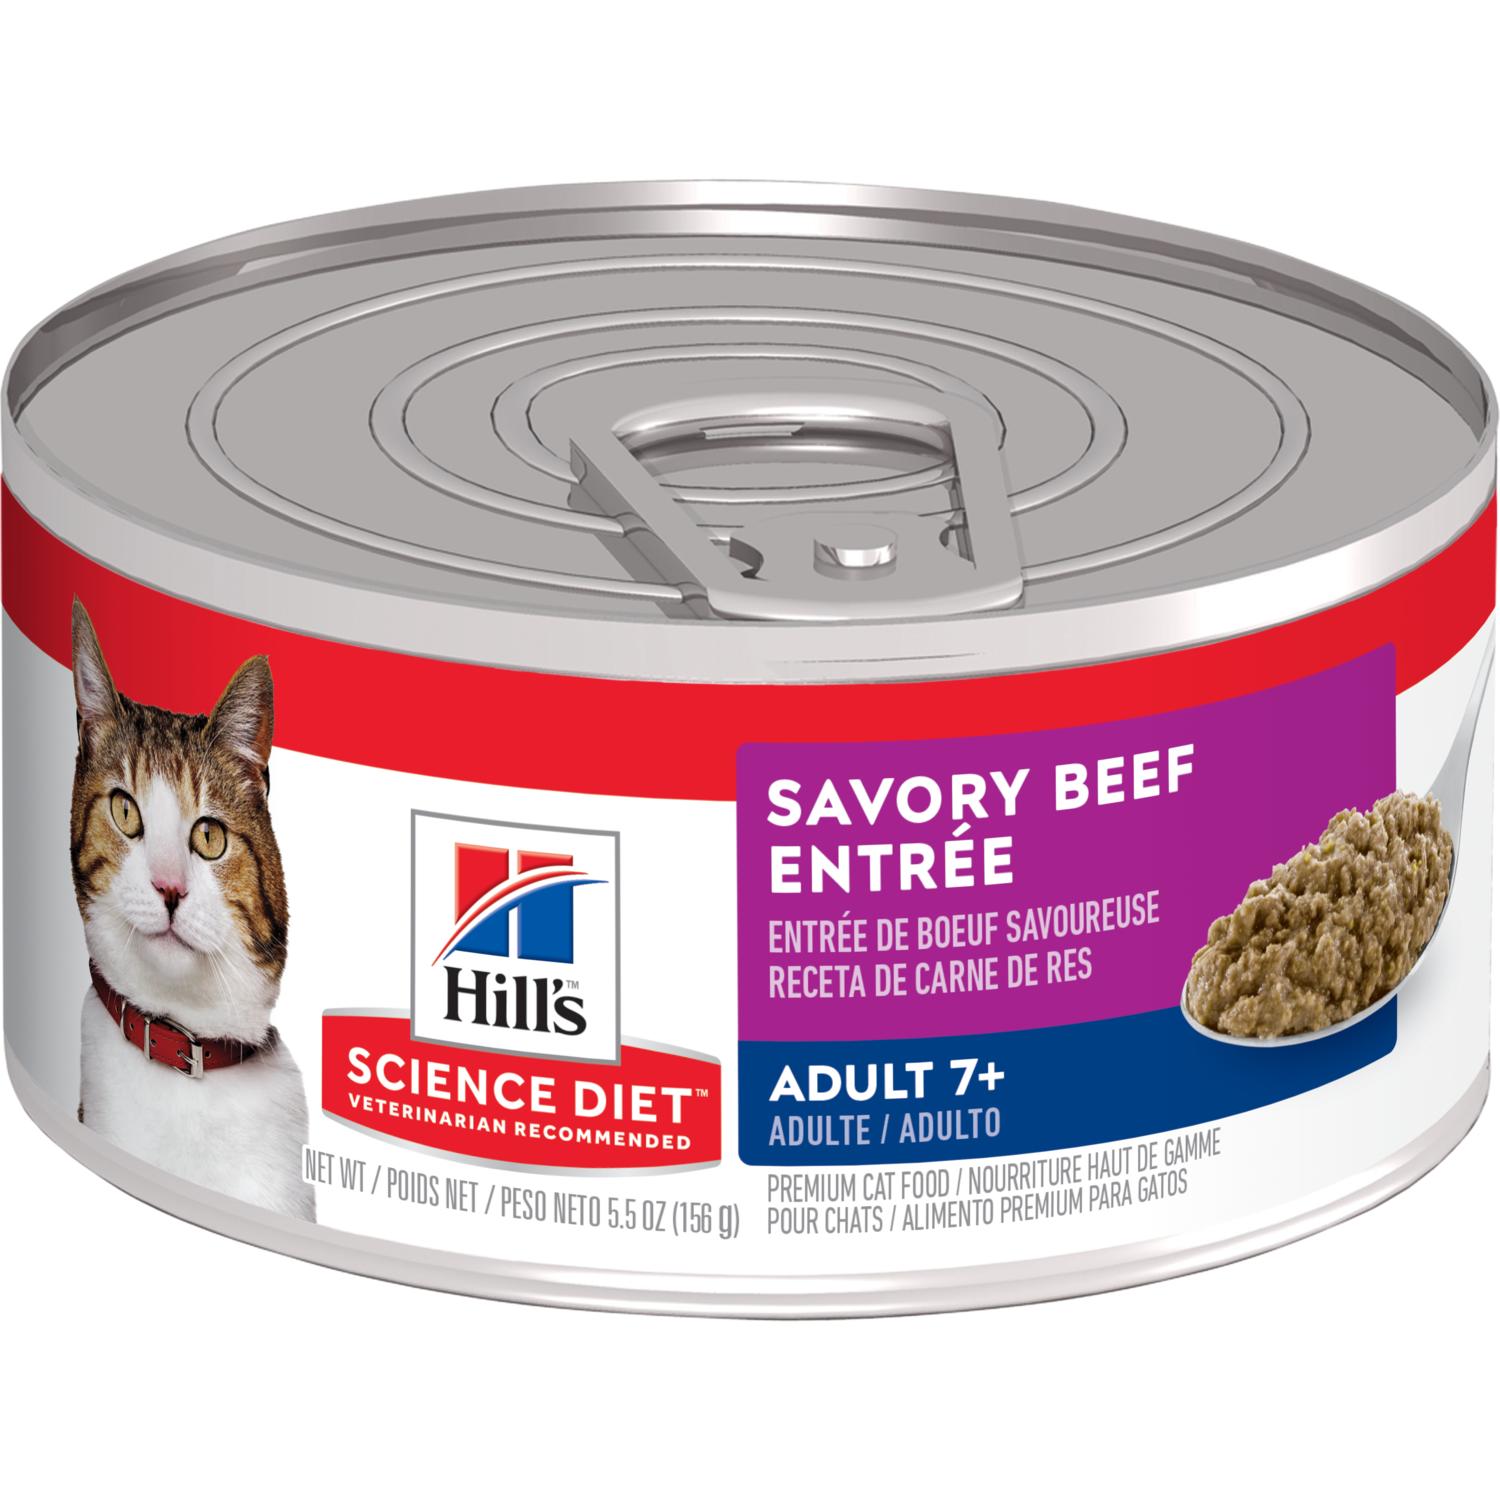 Hill's™
SCIENCE DIET™
VETERINARIAN RECOMMENDED
NET WT / POIDS NET / PESO NETO 5.5 OZ (156 g)
SAVORY BEEF
ENTRÉE
ENTRÉE DE BOEUF SAVOUREUSE
RECETA DE CARNE DE RES
ADULT 7+
ADULTE / ADULTO
PREMIUM CAT FOOD / NOURRITURE HAUT DE GAMME
POUR CHATS / ALIMENTO PREMIUM PARA GATOS